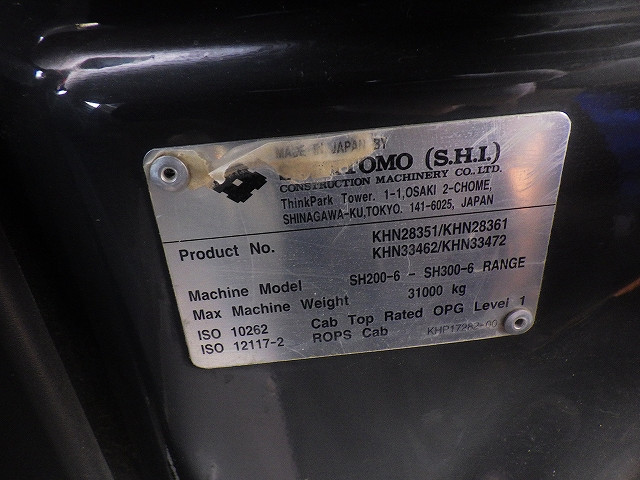 MADE IN JAPAN BY
(S.H.I.)
CONSTRUCTION MACHINERY CO.,LTD.
ThinkPark Tower. 1-1,OSAKI 2-CHOME,
SHINAGAWA-KU,TOKYO. 141-6025, JAPAN
Product No. KHN28351/KHN28361
KHN33462/KHN33472
Machine Model SH200-6 - SH300-6 RANGE
Max Machine Weight 31000 kg
ISO 10262 Cab Top Rated OPG Level 1
ISO 12117-2 ROPS Cab
KHP17282-00